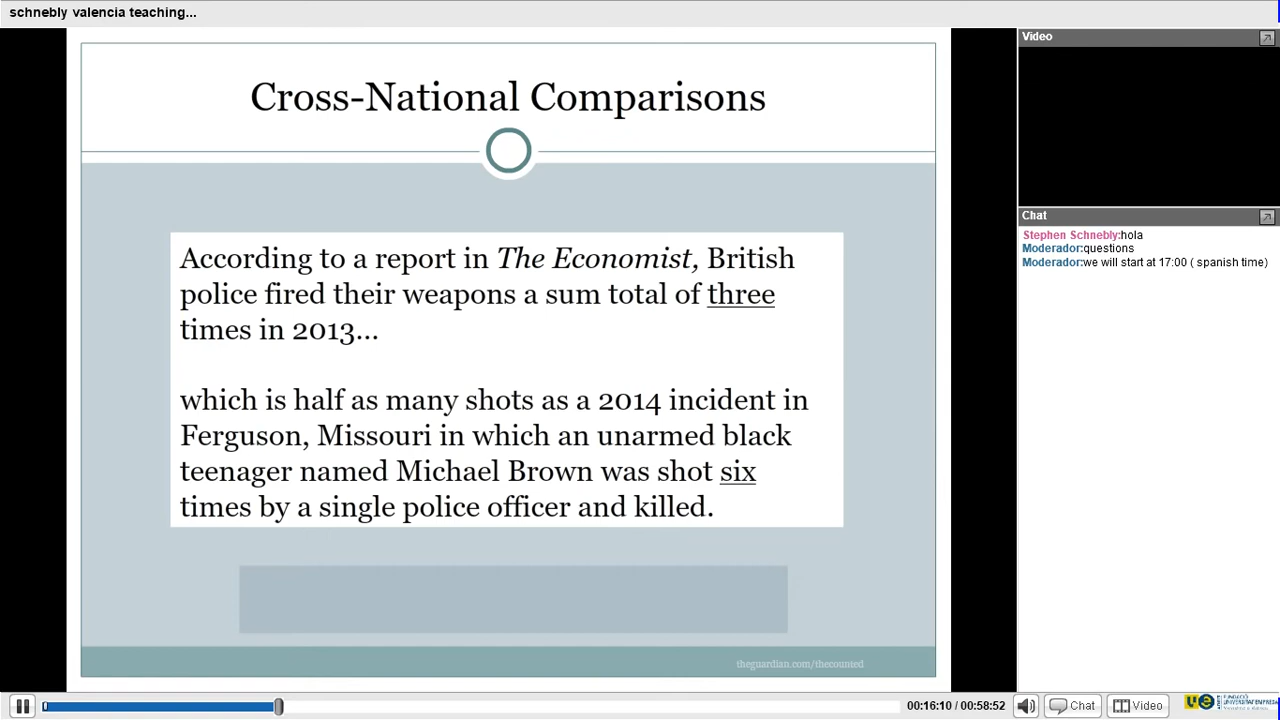 schnebly valencia teaching...
Cross-National Comparisons
According to a report in The Economist, British
police fired their weapons a sum total of three
times in 2013...
which is half as many shots as a 2014 incident in
Ferguson, Missouri in which an unarmed black
teenager named Michael Brown was shot six
times by a single police officer and killed.
theguardian.com/thecounted
Video
Chat
Stephen Schnebly:hola
Moderador:questions
Moderador:we will start at 17:00 ( spanish time)
00:16:10 / 00:58:52
Chat
Video